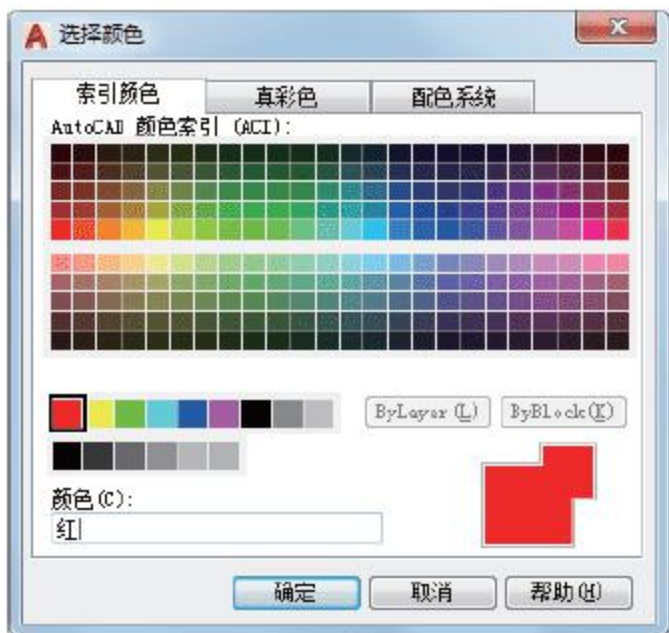 选择颜色
索引颜色 真彩色 配色系统
AutoCAD 颜色索引 (ACI):
ByLayer(L) ByBlock(K)
颜色(C):
红
确定 取消 帮助(H)